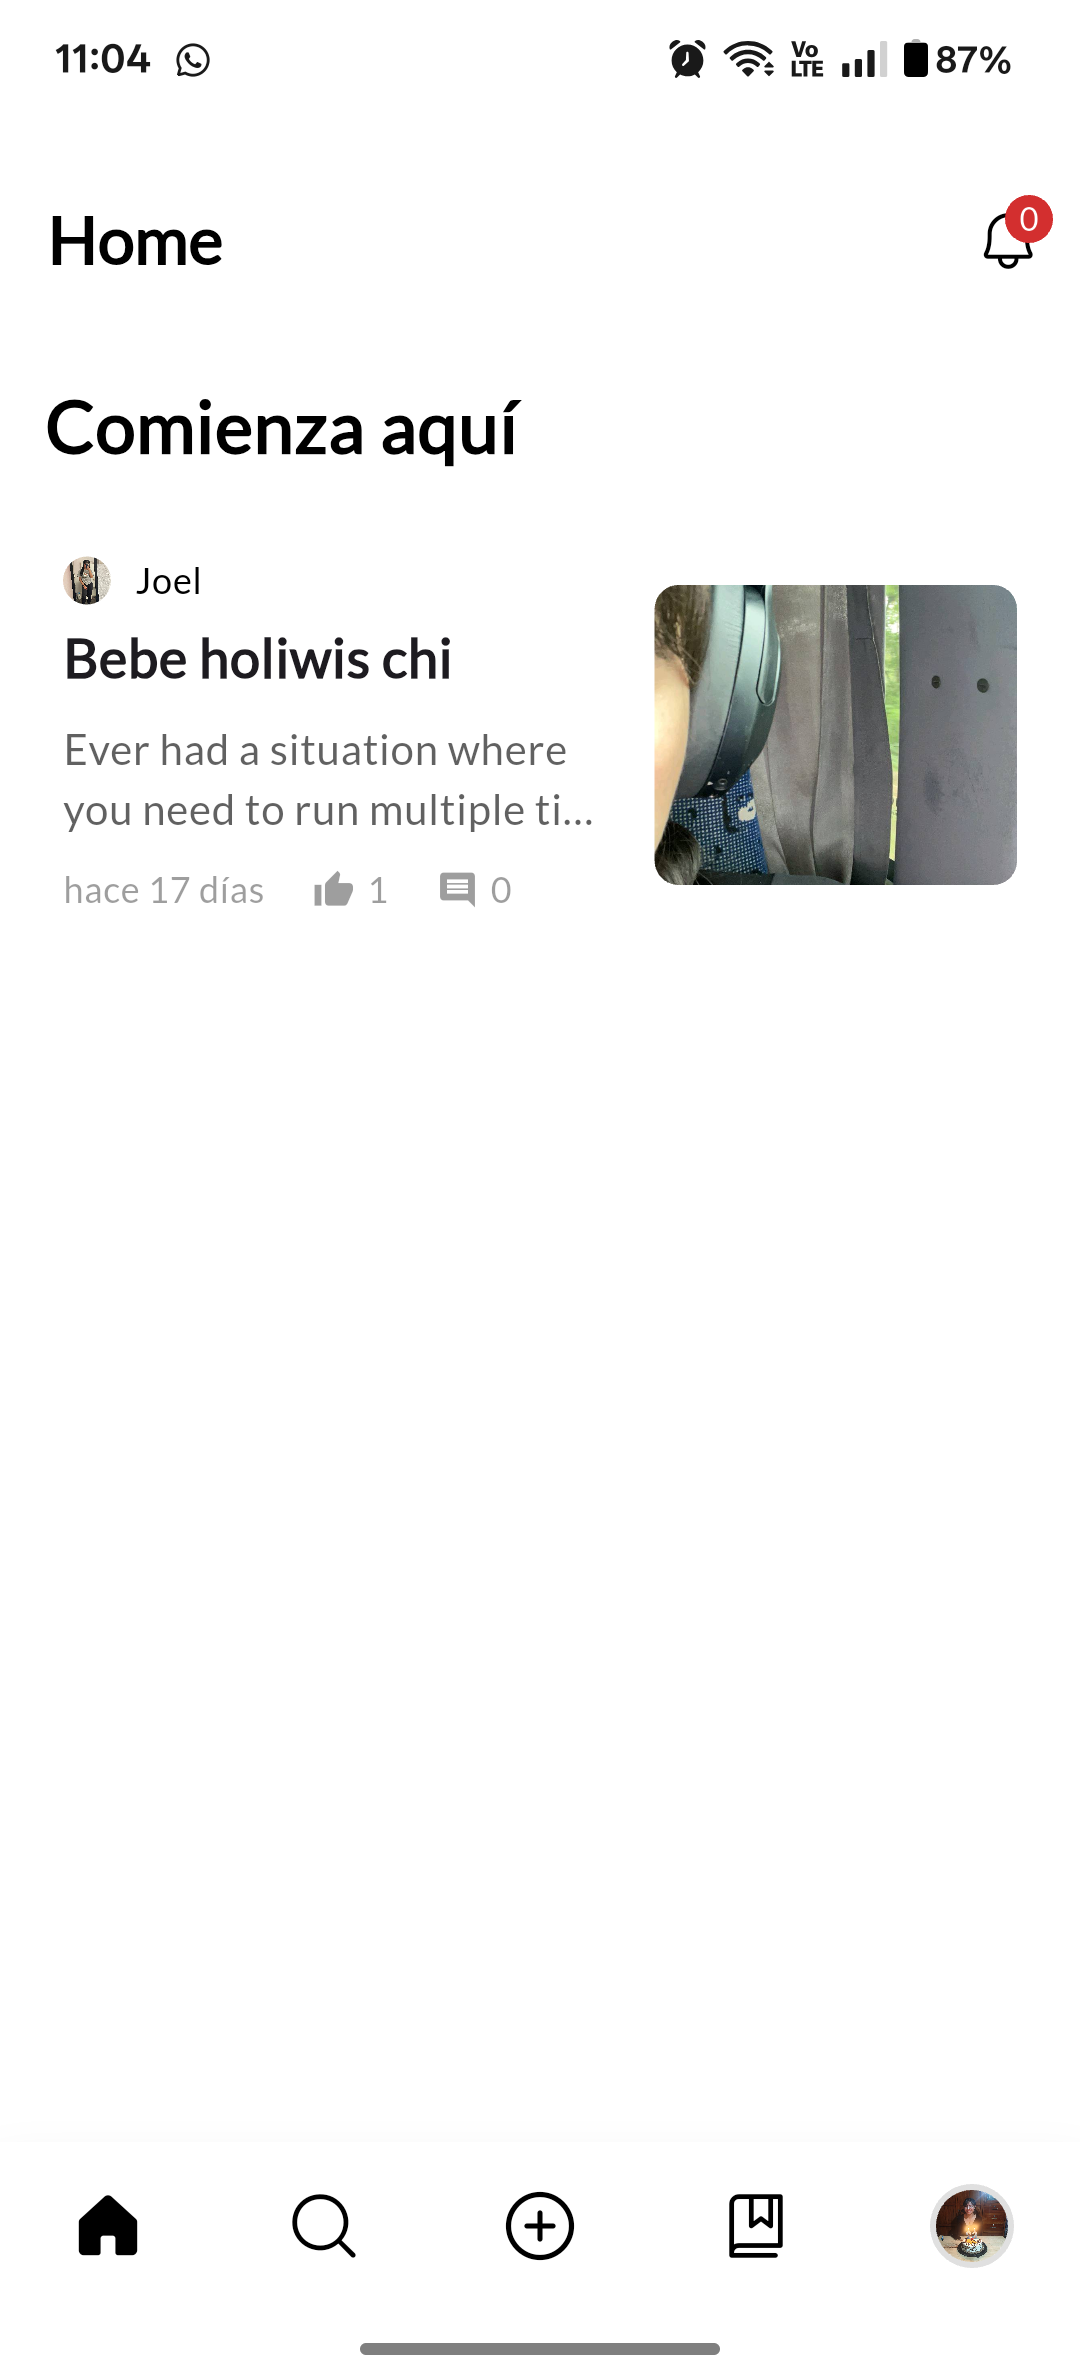 11:04 Vo LTE 87%
Home 0
Comienza aquí
Joel
Bebe holiwis chi
Ever had a situation where
you need to run multiple ti...
hace 17 días 1 0